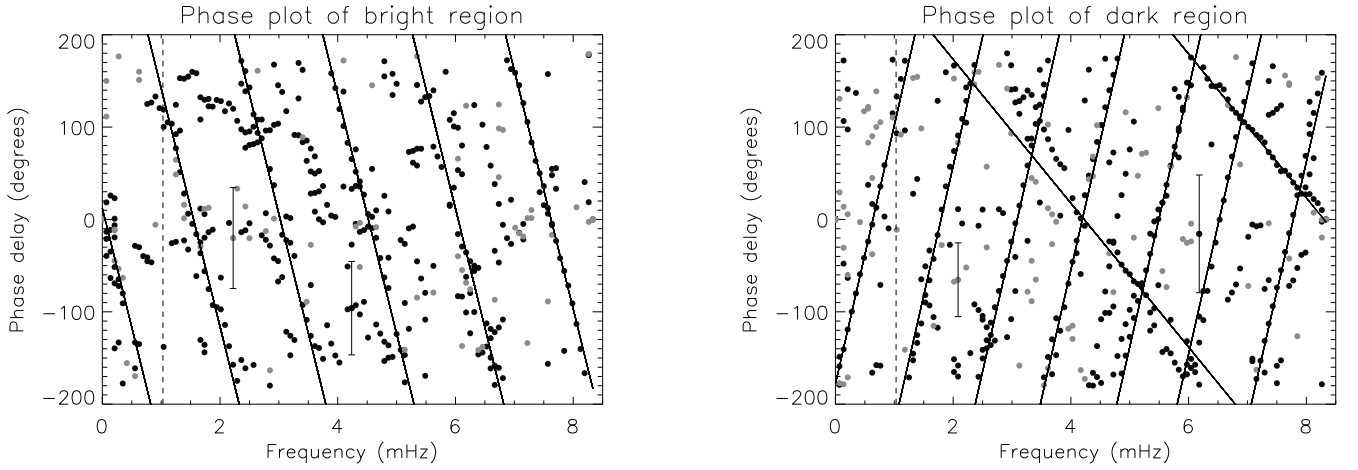 Phase plot of bright region
Phase delay (degrees)
200
100
0
−100
−200
0 2 4 6 8
Frequency (mHz)
Phase plot of dark region
Phase delay (degrees)
200
100
0
−100
−200
0 2 4 6 8
Frequency (mHz)